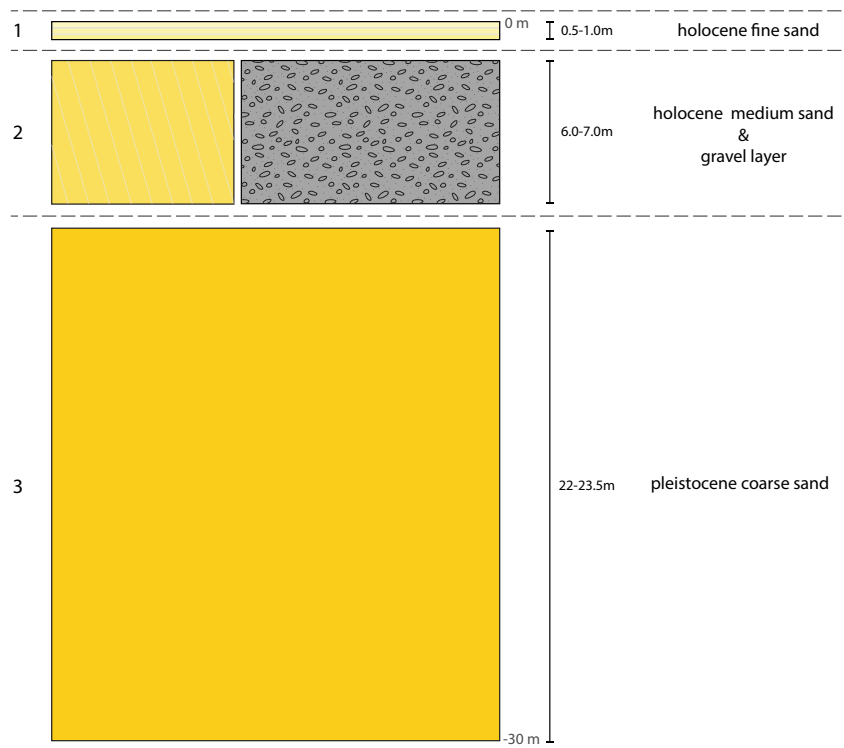 1
0 m
0.5-1.0m
holocene fine sand
2
6.0-7.0m
holocene medium sand
&
gravel layer
3
22-23.5m
pleistocene coarse sand
-30 m